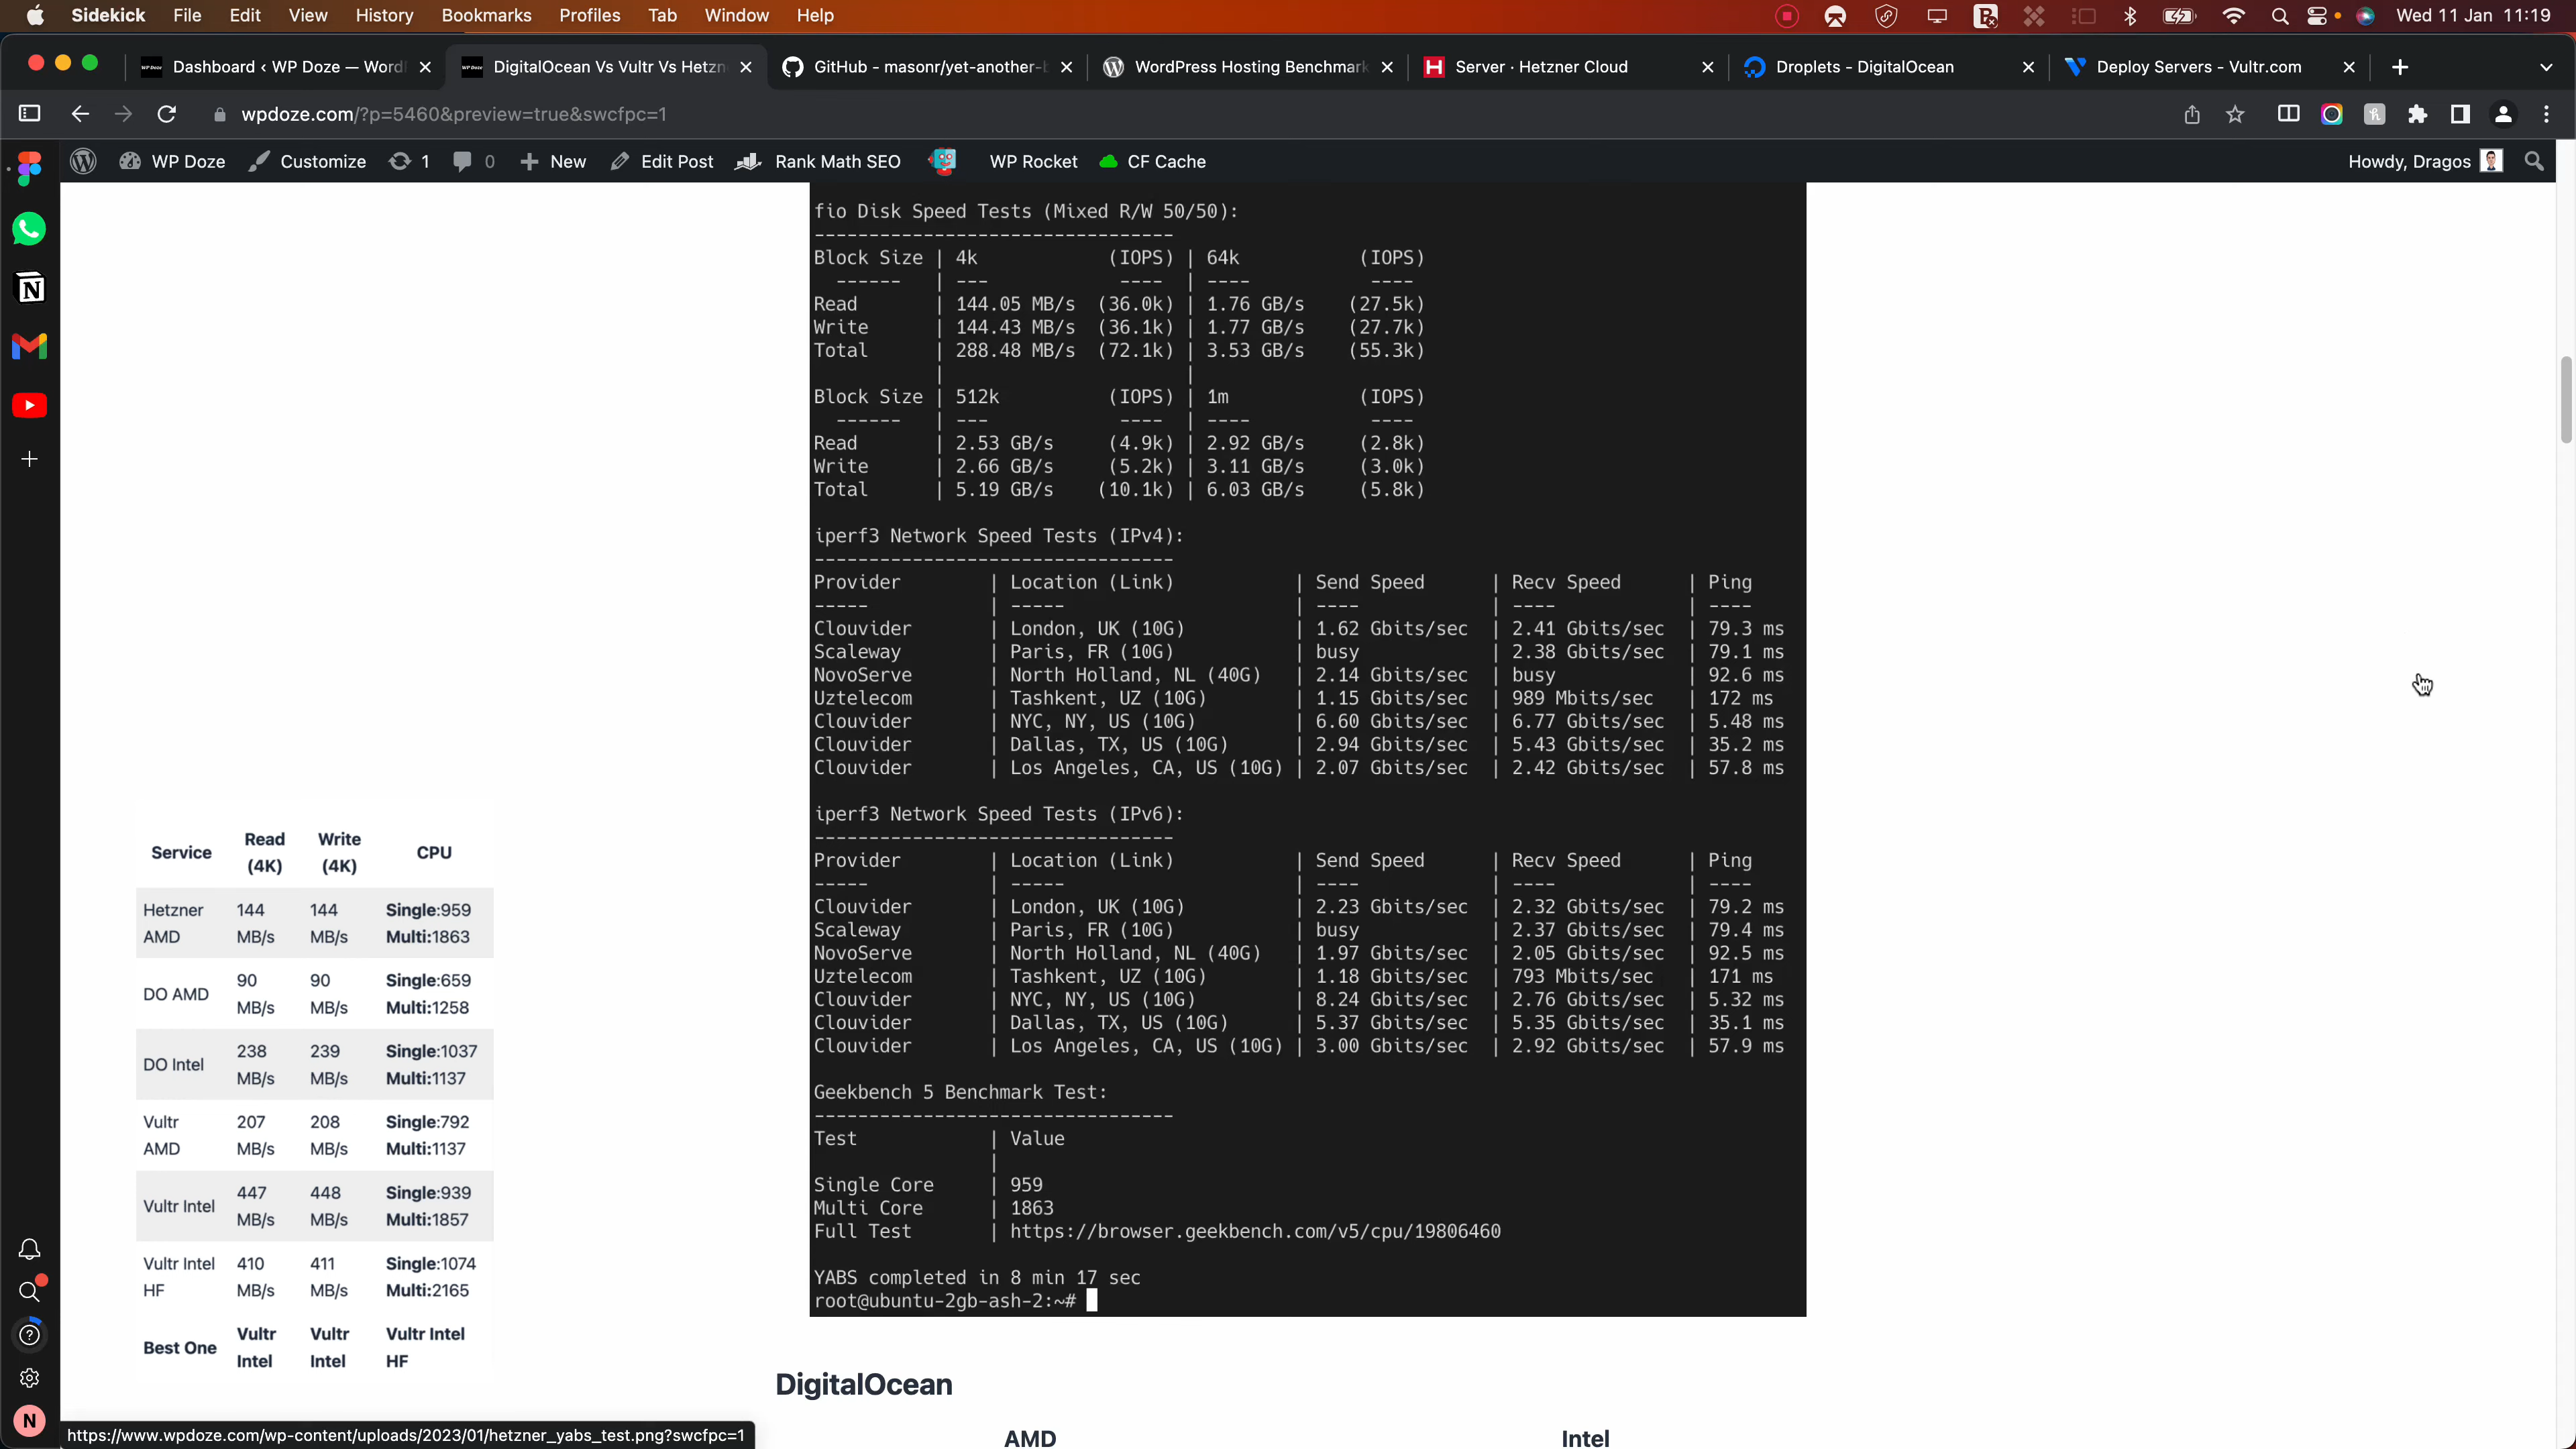 Sidekick File Edit View History Bookmarks Profiles Tab Window Help Wed 11 Jan 11:19
Dashboard ‹ WP Doze — Word
DigitalOcean Vs Vultr Vs Hetzn
GitHub - masonr/yet-another-b
WordPress Hosting Benchmark
Server · Hetzner Cloud
Droplets - DigitalOcean
Deploy Servers - Vultr.com
wpdoze.com/?p=5460&preview=true&swcfpc=1
WP Doze Customize 1 0 New Edit Post Rank Math SEO WP Rocket CF Cache Howdy, Dragos
fio Disk Speed Tests (Mixed R/W 50/50):
---------------------------------
Block Size | 4k (IOPS) | 64k (IOPS)
------ | --- ---- | ---- ----
Read | 144.05 MB/s (36.0k) | 1.76 GB/s (27.5k)
Write | 144.43 MB/s (36.1k) | 1.77 GB/s (27.7k)
Total | 288.48 MB/s (72.1k) | 3.53 GB/s (55.3k)
| |
Block Size | 512k (IOPS) | 1m (IOPS)
------ | --- ---- | ---- ----
Read | 2.53 GB/s (4.9k) | 2.92 GB/s (2.8k)
Write | 2.66 GB/s (5.2k) | 3.11 GB/s (3.0k)
Total | 5.19 GB/s (10.1k) | 6.03 GB/s (5.8k)
iperf3 Network Speed Tests (IPv4):
---------------------------------
Provider | Location (Link) | Send Speed | Recv Speed | Ping
----- | ----- | ---- | ---- | ----
Clouvider | London, UK (10G) | 1.62 Gbits/sec | 2.41 Gbits/sec | 79.3 ms
Scaleway | Paris, FR (10G) | busy | 2.38 Gbits/sec | 79.1 ms
NovoServe | North Holland, NL (40G) | 2.14 Gbits/sec | busy | 92.6 ms
Uztelecom | Tashkent, UZ (10G) | 1.15 Gbits/sec | 989 Mbits/sec | 172 ms
Clouvider | NYC, NY, US (10G) | 6.60 Gbits/sec | 6.77 Gbits/sec | 5.48 ms
Clouvider | Dallas, TX, US (10G) | 2.94 Gbits/sec | 5.43 Gbits/sec | 35.2 ms
Clouvider | Los Angeles, CA, US (10G) | 2.07 Gbits/sec | 2.42 Gbits/sec | 57.8 ms
iperf3 Network Speed Tests (IPv6):
---------------------------------
Provider | Location (Link) | Send Speed | Recv Speed | Ping
----- | ----- | ---- | ---- | ----
Clouvider | London, UK (10G) | 2.23 Gbits/sec | 2.32 Gbits/sec | 79.2 ms
Scaleway | Paris, FR (10G) | busy | 2.37 Gbits/sec | 79.4 ms
NovoServe | North Holland, NL (40G) | 1.97 Gbits/sec | 2.05 Gbits/sec | 92.5 ms
Uztelecom | Tashkent, UZ (10G) | 1.18 Gbits/sec | 793 Mbits/sec | 171 ms
Clouvider | NYC, NY, US (10G) | 8.24 Gbits/sec | 2.76 Gbits/sec | 5.32 ms
Clouvider | Dallas, TX, US (10G) | 5.37 Gbits/sec | 5.35 Gbits/sec | 35.1 ms
Clouvider | Los Angeles, CA, US (10G) | 3.00 Gbits/sec | 2.92 Gbits/sec | 57.9 ms
Geekbench 5 Benchmark Test:
---------------------------------
Test | Value
|
Single Core | 959
Multi Core | 1863
Full Test | https://browser.geekbench.com/v5/cpu/19806460
YABS completed in 8 min 17 sec
root@ubuntu-2gb-ash-2:~#
Service Read (4K) Write (4K) CPU
Hetzner AMD 144 MB/s 144 MB/s Single:959 Multi:1863
DO AMD 90 MB/s 90 MB/s Single:659 Multi:1258
DO Intel 238 MB/s 239 MB/s Single:1037 Multi:1137
Vultr AMD 207 MB/s 208 MB/s Single:792 Multi:1137
Vultr Intel 447 MB/s 448 MB/s Single:939 Multi:1857
Vultr Intel HF 410 MB/s 411 MB/s Single:1074 Multi:2165
Best One Vultr Intel Vultr Intel Vultr Intel HF
DigitalOcean
AMD Intel
N
https://www.wpdoze.com/wp-content/uploads/2023/01/hetzner_yabs_test.png?swcfpc=1